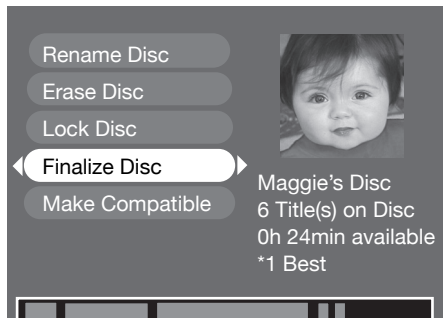 Rename Disc
Erase Disc
Lock Disc
Finalize Disc
Make Compatible
Maggie's Disc
6 Title(s) on Disc
0h 24min available
*1 Best